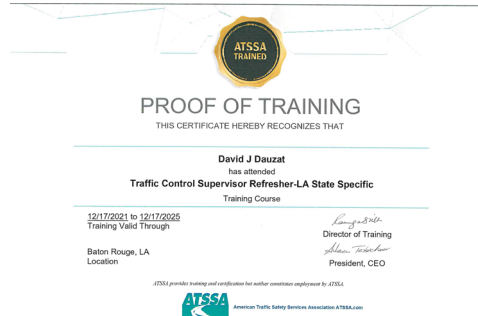 ATSSA
TRAINED
PROOF OF TRAINING
THIS CERTIFICATE HEREBY RECOGNIZES THAT
David J Dauzat
has attended
Traffic Control Supervisor Refresher-LA State Specific
Training Course
12/17/2021 to 12/17/2025
Training Valid Through
Director of Training
Baton Rouge, LA
Location
President, CEO
ATSSA provides training and certification but neither constitutes employment by ATSSA.
ATSSA
American Traffic Safety Services Association ATSSA.com